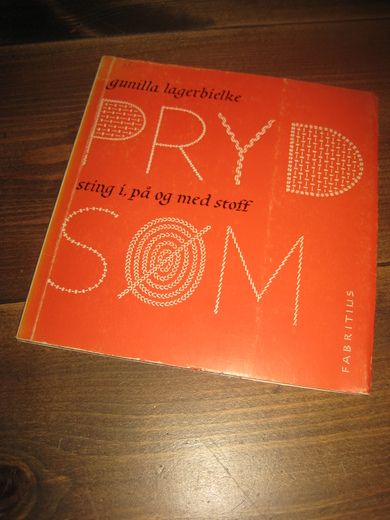 gunilla lagerbielke
PRYD
sting i, på og med stoff
SØM
FABRITIUS